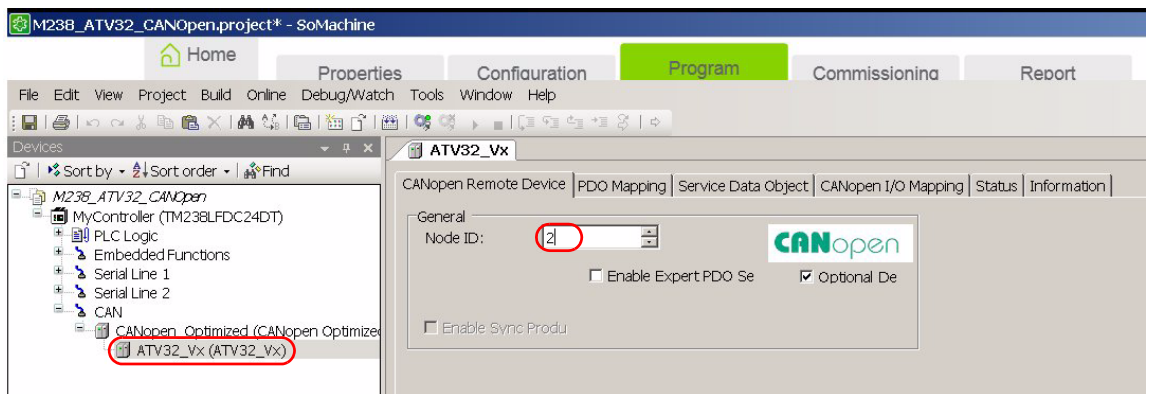 M238_ATV32_CANOpen.project* - SoMachine
Home
Properties Configuration Program Commissioning Report
File Edit View Project Build Online Debug/Watch Tools Window Help
Devices
Sort by Sort order Find
M238_ATV32_CANOpen
MyController (TM238LFDC24DT)
PLC Logic
Embedded Functions
Serial Line 1
Serial Line 2
CAN
CANopen_Optimized (CANopen Optimized
ATV32_Vx (ATV32_Vx)
ATV32_Vx
CANopen Remote Device PDO Mapping Service Data Object CANopen I/O Mapping Status Information
General
Node ID: 2
CANopen
Enable Expert PDO Se Optional De
Enable Sync Produ